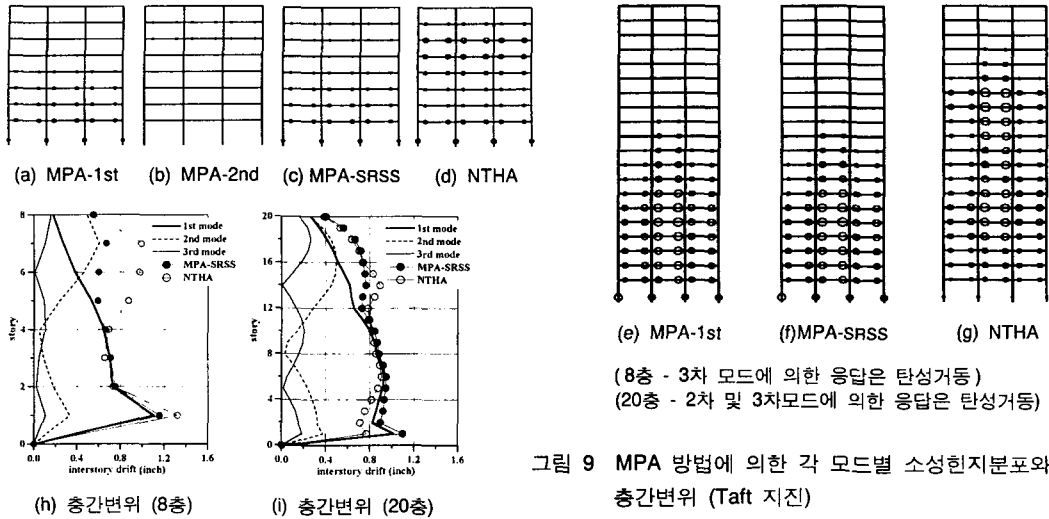 (a) MPA-1st
(b) MPA-2nd
(c) MPA-SRSS
(d) NTHA
8
6
4
2
0
story
1st mode
2nd mode
3rd mode
MPA-SRSS
NTHA
0.0 0.4 0.8 1.2 1.6
interstory drift (inch)
(h) 층간변위 (8층)
20
16
12
8
4
0
story
1st mode
2nd mode
3rd mode
MPA-SRSS
NTHA
0.0 0.4 0.8 1.2 1.6
interstory drift (inch)
(i) 층간변위 (20층)
(e) MPA-1st
(f)MPA-SRSS
(g) NTHA
(8층 - 3차 모드에 의한 응답은 탄성거동)
(20층 - 2차 및 3차모드에 의한 응답은 탄성거동)
그림 9 MPA 방법에 의한 각 모드별 소성힌지분포와
층간변위 (Taft 지진)